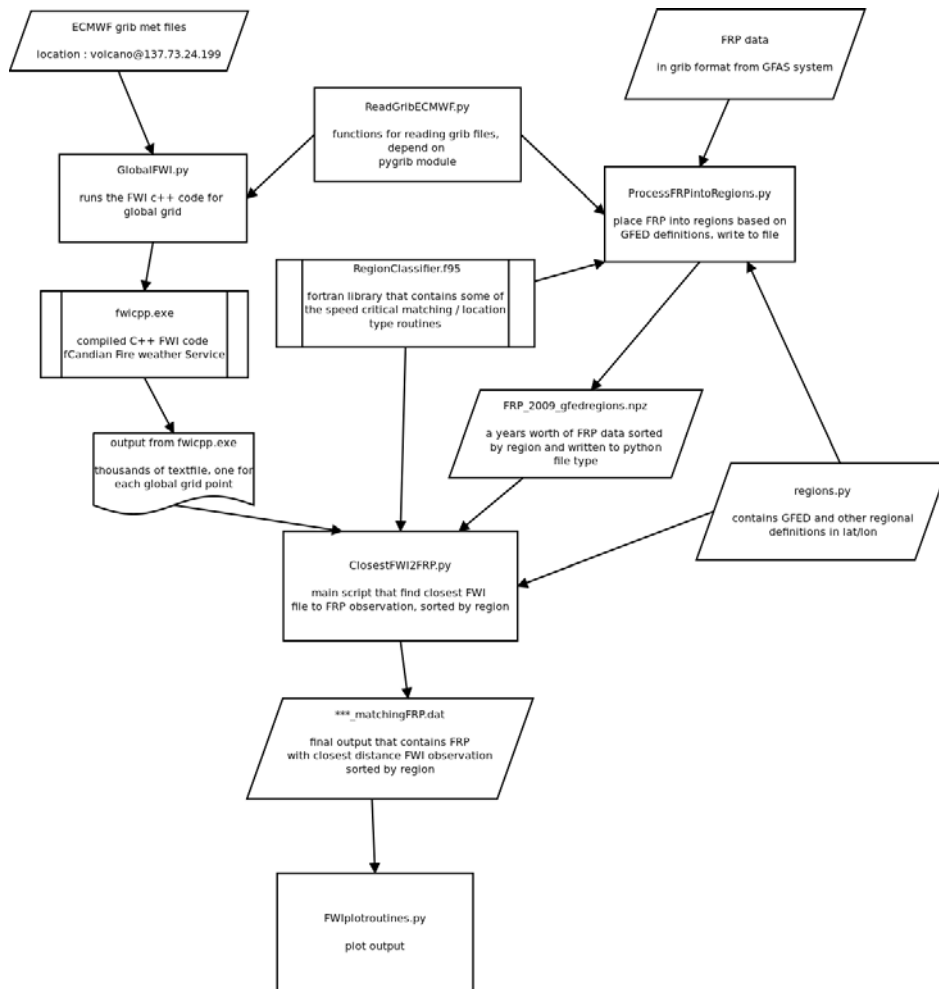 ECMWF grib met files
location : volcano@137.73.24.199
FRP data
in grib format from GFAS system
ReadGribECMWF.py
functions for reading grib files,
depend on
pygrib module
GlobalFWI.py
runs the FWI c++ code for
global grid
ProcessFRPIntoRegions.py
place FRP into regions based on
GFED definitions, write to file
RegionClassifier.f95
fortran library that contains some of
the speed critical matching / location
type routines
fwicpp.exe
compiled C++ FWI code
fCandian Fire weather Service
FRP_2009_gfedregions.npz
a years worth of FRP data sorted
by region and written to python
file type
output from fwicpp.exe
thousands of textfile, one for
each global grid point
regions.py
contains GFED and other regional
definitions in lat/lon
ClosestFWI2FRP.py
main script that find closest FWI
file to FRP observation, sorted by region
***_matchingFRP.dat
final output that contains FRP
with closest distance FWI observation
sorted by region
FWIplotroutines.py
plot output